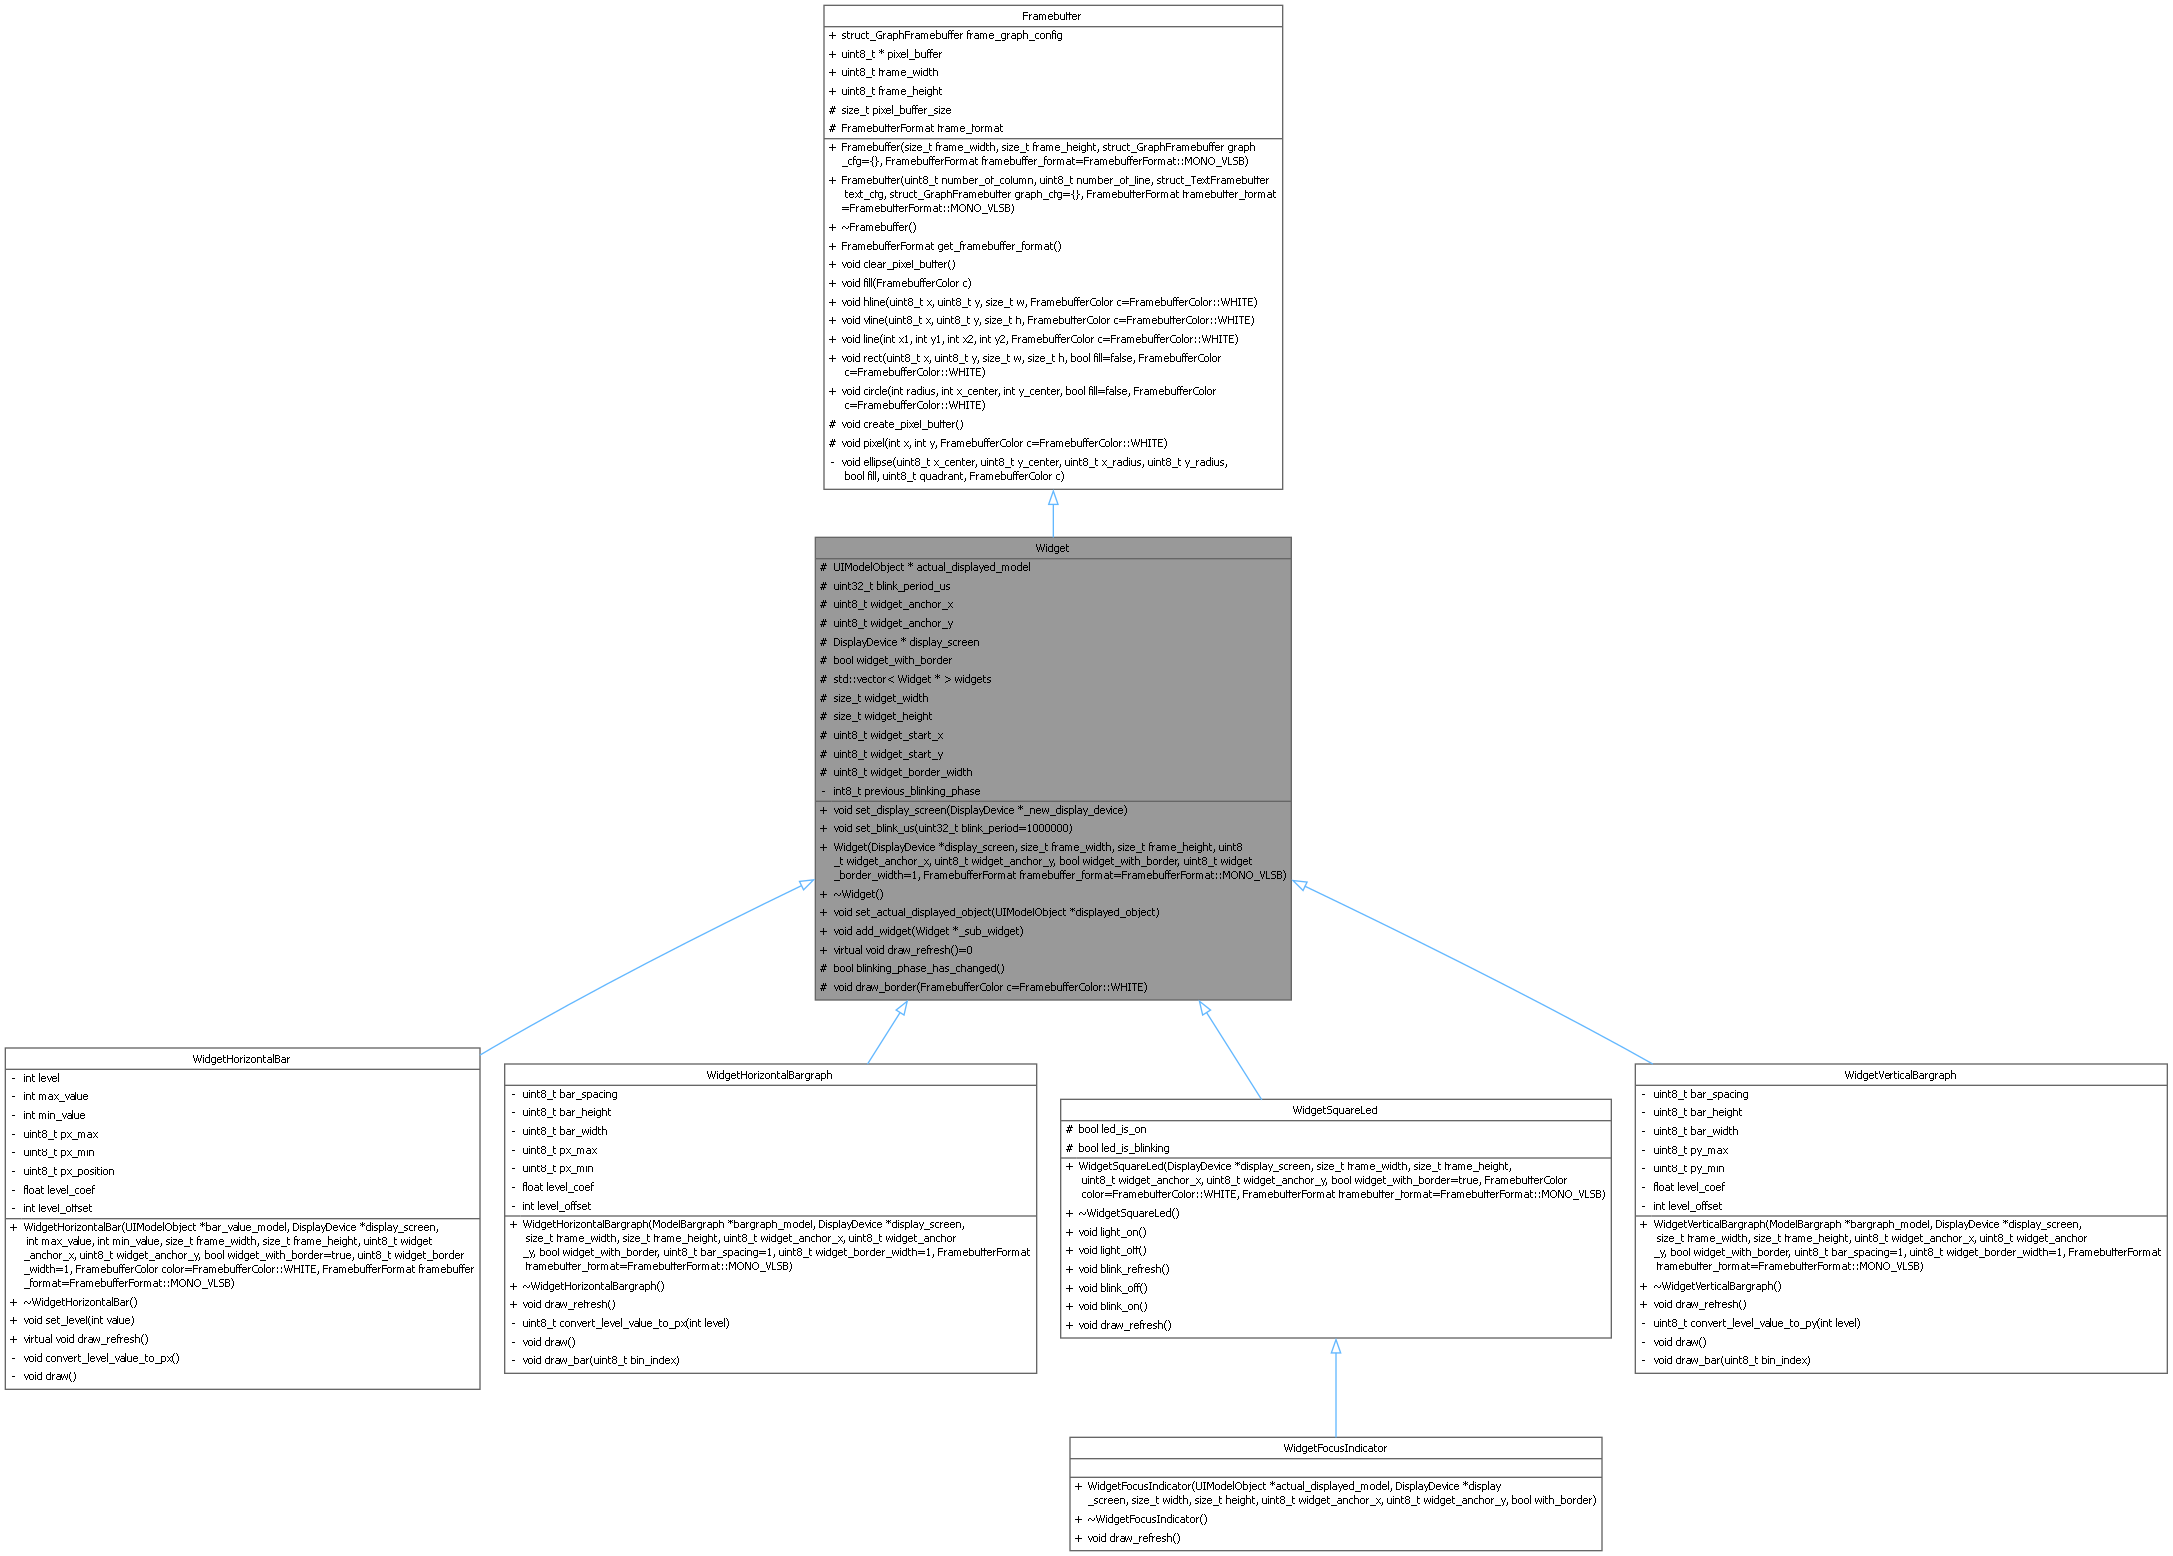 Framebuffer
+ struct_GraphFramebuffer frame_graph_config
+ uint8_t * pixel_buffer
+ uint8_t frame_width
+ uint8_t frame_height
# size_t pixel_buffer_size
# FramebufferFormat frame_format
+ Framebuffer(size_t frame_width, size_t frame_height, struct_GraphFramebuffer graph
_cfg={}, FramebufferFormat framebuffer_format=FramebufferFormat::MONO_VLSB)
+ Framebuffer(uint8_t number_of_column, uint8_t number_of_line, struct_TextFramebuffer
text_cfg, struct_GraphFramebuffer graph_cfg={}, FramebufferFormat framebuffer_format
=FramebufferFormat::MONO_VLSB)
+ ~Framebuffer()
+ FramebufferFormat get_framebuffer_format()
+ void clear_pixel_buffer()
+ void fill(FramebufferColor c)
+ void hline(uint8_t x, uint8_t y, size_t w, FramebufferColor c=FramebufferColor::WHITE)
+ void vline(uint8_t x, uint8_t y, size_t h, FramebufferColor c=FramebufferColor::WHITE)
+ void line(int x1, int y1, int x2, int y2, FramebufferColor c=FramebufferColor::WHITE)
+ void rect(uint8_t x, uint8_t y, size_t w, size_t h, bool fill=false, FramebufferColor
c=FramebufferColor::WHITE)
+ void circle(int radius, int x_center, int y_center, bool fill=false, FramebufferColor
c=FramebufferColor::WHITE)
# void create_pixel_buffer()
# void pixel(int x, int y, FramebufferColor c=FramebufferColor::WHITE)
- void ellipse(uint8_t x_center, uint8_t y_center, uint8_t x_radius, uint8_t y_radius,
bool fill, uint8_t quadrant, FramebufferColor c)
Widget
# UIModelObject * actual_displayed_model
# uint32_t blink_period_us
# uint8_t widget_anchor_x
# uint8_t widget_anchor_y
# DisplayDevice * display_screen
# bool widget_with_border
# std::vector< Widget * > widgets
# size_t widget_width
# size_t widget_height
# uint8_t widget_start_x
# uint8_t widget_start_y
# uint8_t widget_border_width
- int8_t previous_blinking_phase
+ void set_display_screen(DisplayDevice *_new_display_device)
+ void set_blink_us(uint32_t blink_period=1000000)
+ Widget(DisplayDevice *display_screen, size_t frame_width, size_t frame_height, uint8
_t widget_anchor_x, uint8_t widget_anchor_y, bool widget_with_border, uint8_t widget
_border_width=1, FramebufferFormat framebuffer_format=FramebufferFormat::MONO_VLSB)
+ ~Widget()
+ void set_actual_displayed_object(UIModelObject *displayed_object)
+ void add_widget(Widget *_sub_widget)
+ virtual void draw_refresh()=0
# bool blinking_phase_has_changed()
# void draw_border(FramebufferColor c=FramebufferColor::WHITE)
WidgetHorizontalBar
- int level
- int max_value
- int min_value
- uint8_t px_max
- uint8_t px_min
- uint8_t px_position
- float level_coef
- int level_offset
+ WidgetHorizontalBar(UIModelObject *bar_value_model, DisplayDevice *display_screen,
int max_value, int min_value, size_t frame_width, size_t frame_height, uint8_t widget
_anchor_x, uint8_t widget_anchor_y, bool widget_with_border=true, uint8_t widget_border
_width=1, FramebufferColor color=FramebufferColor::WHITE, FramebufferFormat framebuffer
_format=FramebufferFormat::MONO_VLSB)
+ ~WidgetHorizontalBar()
+ void set_level(int value)
+ virtual void draw_refresh()
- void convert_level_value_to_px()
- void draw()
WidgetHorizontalBargraph
- uint8_t bar_spacing
- uint8_t bar_height
- uint8_t bar_width
- uint8_t px_max
- uint8_t px_min
- float level_coef
- int level_offset
+ WidgetHorizontalBargraph(ModelBargraph *bargraph_model, DisplayDevice *display_screen,
size_t frame_width, size_t frame_height, uint8_t widget_anchor_x, uint8_t widget_anchor
_y, bool widget_with_border, uint8_t bar_spacing=1, uint8_t widget_border_width=1, FramebufferFormat
framebuffer_format=FramebufferFormat::MONO_VLSB)
+ ~WidgetHorizontalBargraph()
+ void draw_refresh()
- uint8_t convert_level_value_to_px(int level)
- void draw()
- void draw_bar(uint8_t bin_index)
WidgetSquareLed
# bool led_is_on
# bool led_is_blinking
+ WidgetSquareLed(DisplayDevice *display_screen, size_t frame_width, size_t frame_height,
uint8_t widget_anchor_x, uint8_t widget_anchor_y, bool widget_with_border=true, FramebufferColor
color=FramebufferColor::WHITE, FramebufferFormat framebuffer_format=FramebufferFormat::MONO_VLSB)
+ ~WidgetSquareLed()
+ void light_on()
+ void light_off()
+ void blink_refresh()
+ void blink_off()
+ void blink_on()
+ void draw_refresh()
WidgetVerticalBargraph
- uint8_t bar_spacing
- uint8_t bar_height
- uint8_t bar_width
- uint8_t py_max
- uint8_t py_min
- float level_coef
- int level_offset
+ WidgetVerticalBargraph(ModelBargraph *bargraph_model, DisplayDevice *display_screen,
size_t frame_width, size_t frame_height, uint8_t widget_anchor_x, uint8_t widget_anchor
_y, bool widget_with_border, uint8_t bar_spacing=1, uint8_t widget_border_width=1, FramebufferFormat
framebuffer_format=FramebufferFormat::MONO_VLSB)
+ ~WidgetVerticalBargraph()
+ void draw_refresh()
- uint8_t convert_level_value_to_py(int level)
- void draw()
- void draw_bar(uint8_t bin_index)
WidgetFocusIndicator
+ WidgetFocusIndicator(UIModelObject *actual_displayed_model, DisplayDevice *display
_screen, size_t width, size_t height, uint8_t widget_anchor_x, uint8_t widget_anchor_y, bool with_border)
+ ~WidgetFocusIndicator()
+ void draw_refresh()